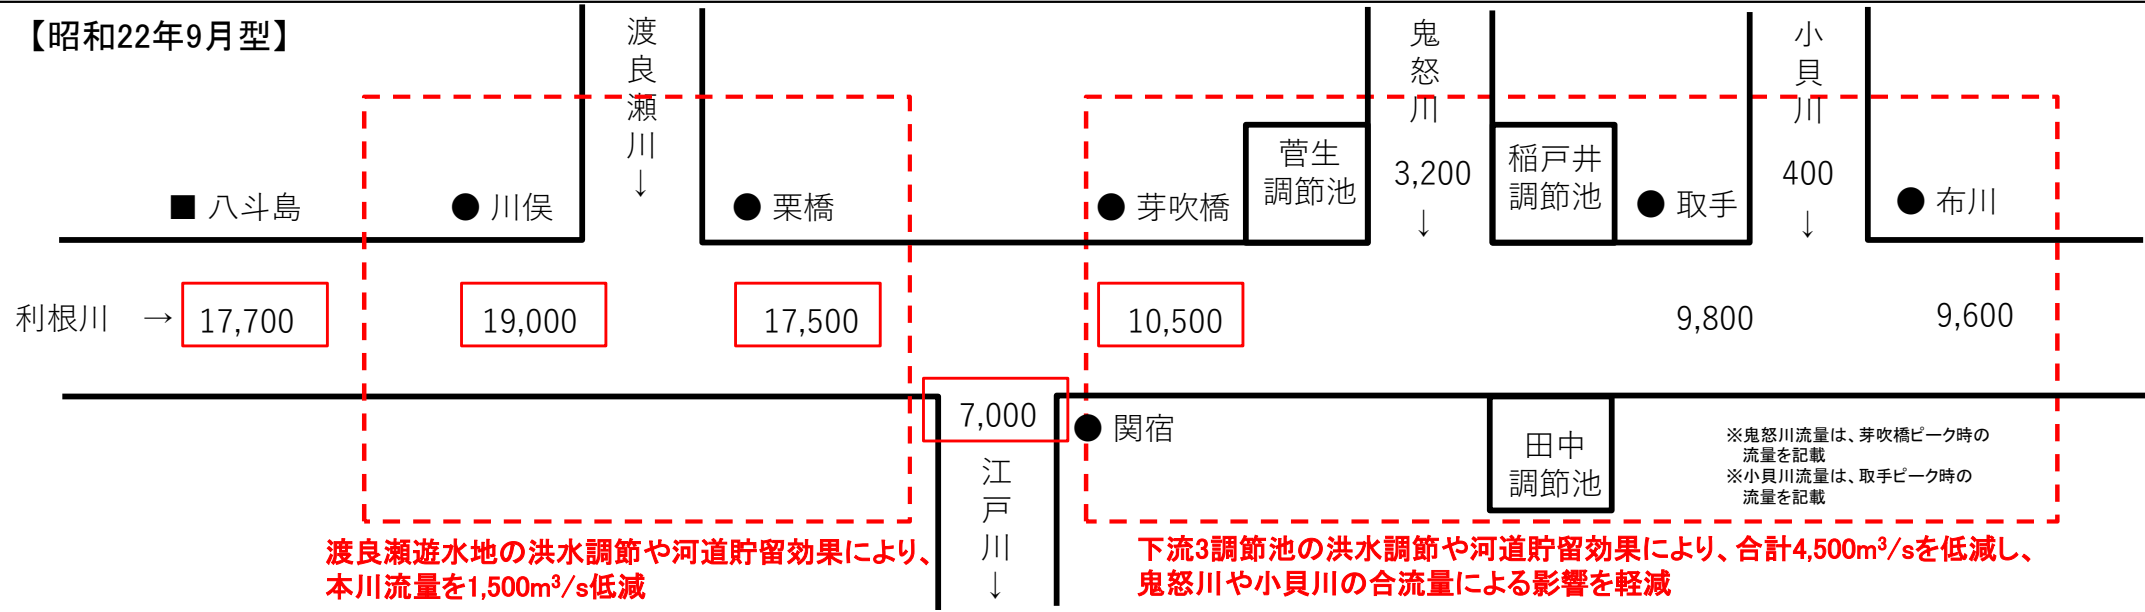 【昭和22年9月型】
渡良瀬川↓
鬼怒川
3,200
↓
小貝川
400
↓
■ 八斗島
● 川俣
● 栗橋
● 芽吹橋
菅生
調節池
稲戸井
調節池
● 取手
● 布川
利根川 →
17,700
19,000
17,500
10,500
9,800
9,600
7,000
● 関宿
江戸川↓
田中
調節池
※鬼怒川流量は、芽吹橋ピーク時の
流量を記載
※小貝川流量は、取手ピーク時の
流量を記載
渡良瀬遊水地の洪水調節や河道貯留効果により、
本川流量を1,500m³/s低減
下流3調節池の洪水調節や河道貯留効果により、合計4,500m³/sを低減し、
鬼怒川や小貝川の合流量による影響を軽減